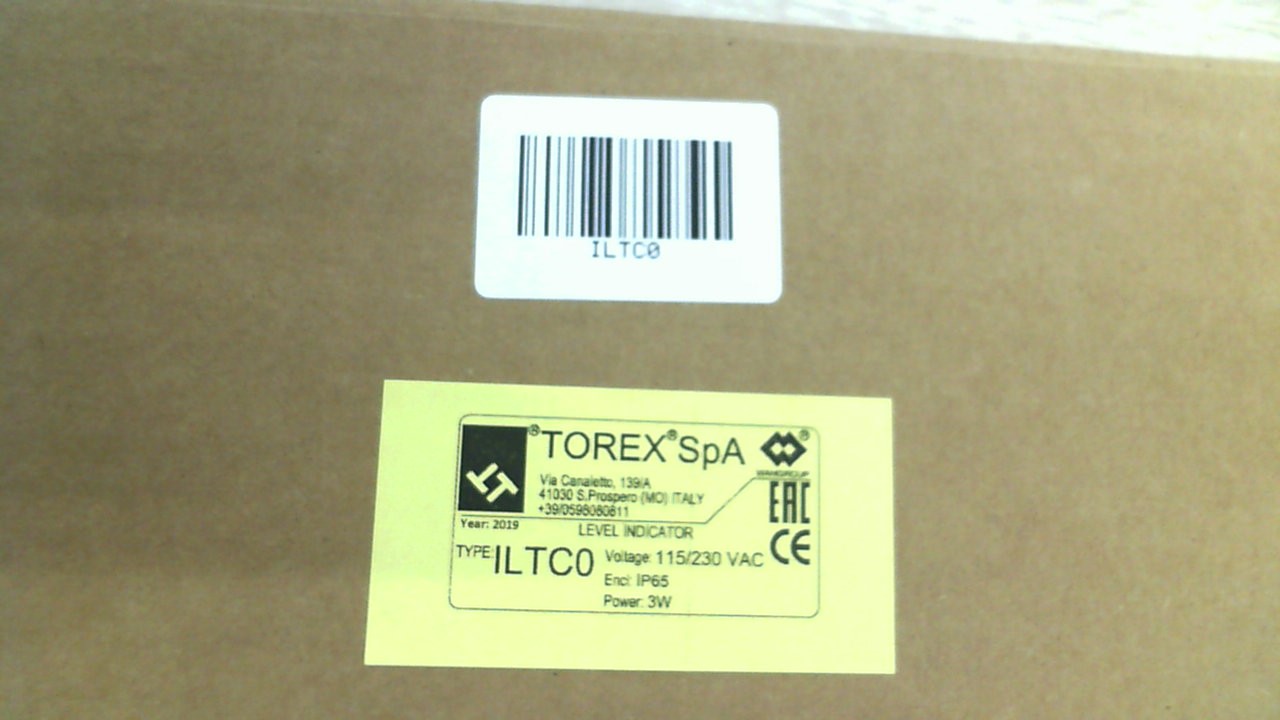 ILTC0
®TOREX®SpA ®
WAMGROUP
Via Canaletto, 139/A
41030 S.Prospero (MO) ITALY
+39/0598080811
EAC
Year: 2019
LEVEL INDICATOR
CE
TYPE: ILTC0
Voltage: 115/230 VAC
Encl: IP65
Power: 3W